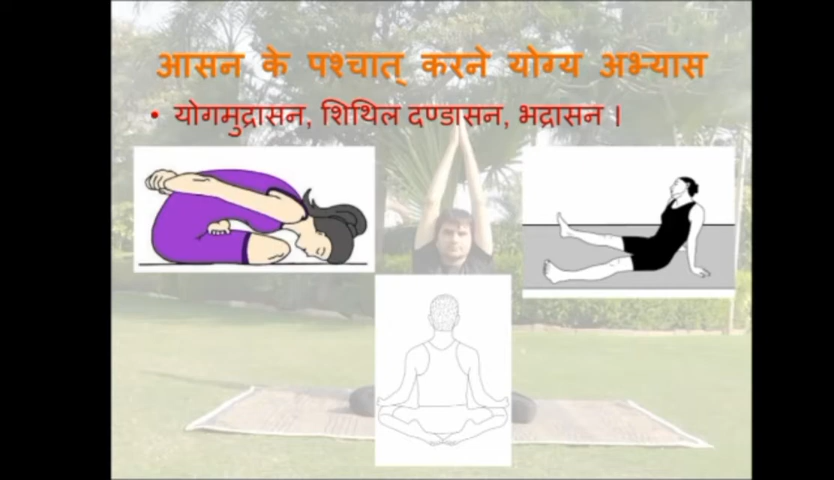 आसन के पश्चात् करने योग्य अभ्यास
• योगमुद्रासन, शिथिल दण्डासन, भद्रासन ।